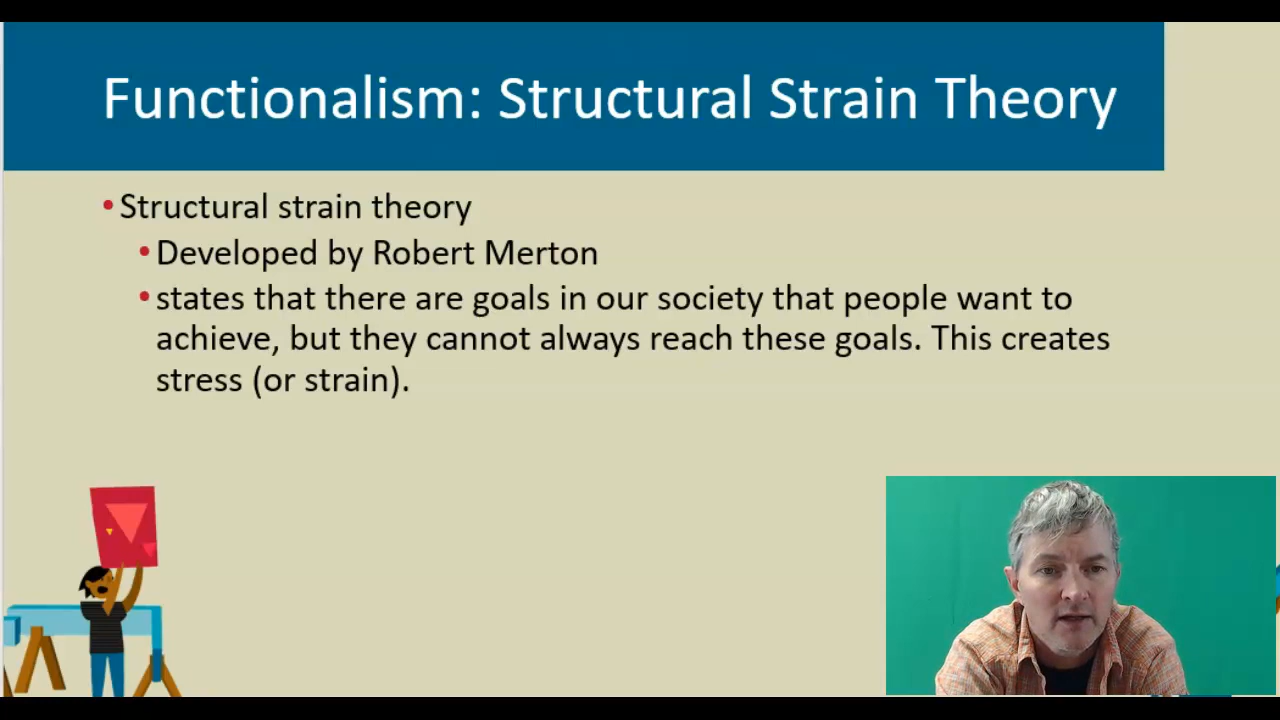 Functionalism: Structural Strain Theory
•Structural strain theory
•Developed by Robert Merton
•states that there are goals in our society that people want to
achieve, but they cannot always reach these goals. This creates
stress (or strain).